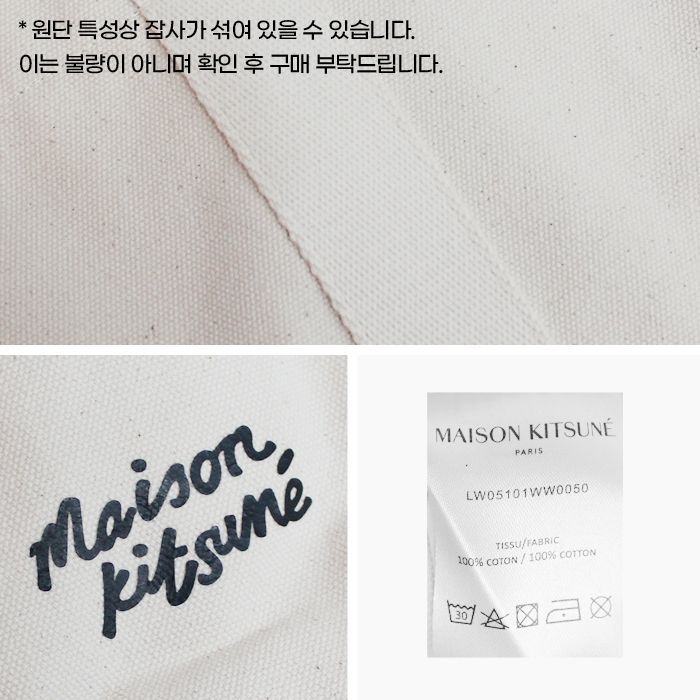 * 원단 특성상 잡사가 섞여 있을 수 있습니다.
이는 불량이 아니며 확인 후 구매 부탁드립니다.
maison
kitsuné
MAISON KITSUNÉ
PARIS
LW05101WW0050
TISSU/FABRIC
100% COTON / 100% COTTON
30